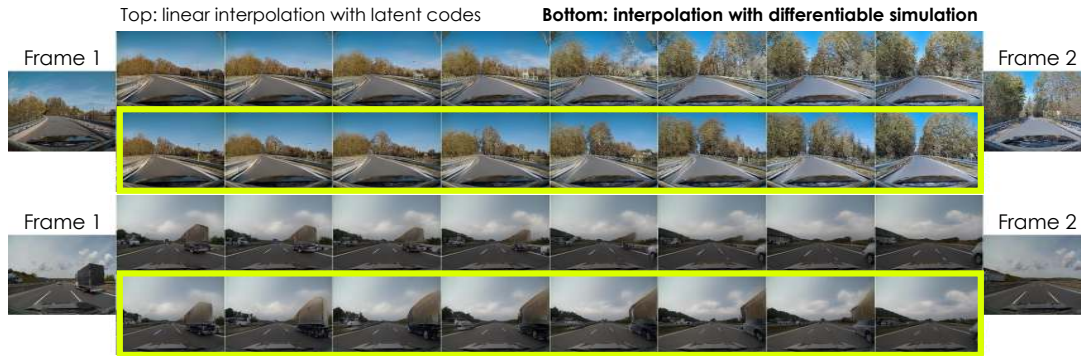 Top: linear interpolation with latent codes
Bottom: interpolation with differentiable simulation
Frame 1
Frame 2
Frame 1
Frame 2